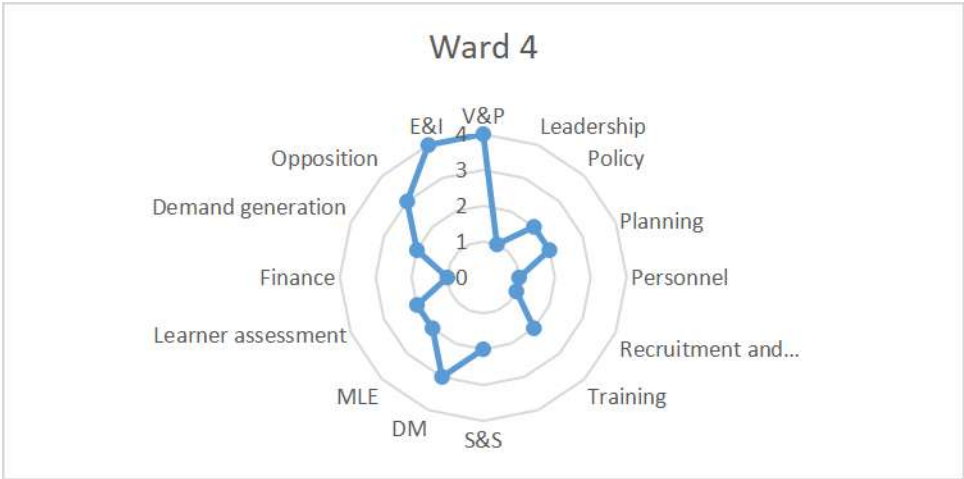 Ward 4
V&P
Leadership
Policy
Planning
Personnel
Recruitment and...
Training
S&S
DM
MLE
Learner assessment
Finance
Demand generation
Opposition
E&I
4
3
2
1
0